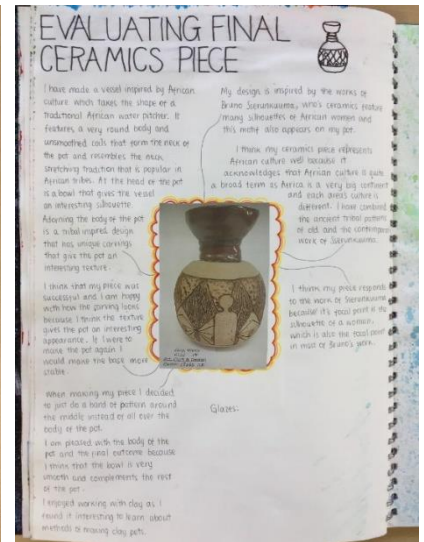 EVALUATING FINAL
CERAMICS PIECE
I have made a vessel inspired by African
culture which takes the shape of a
traditional African water pitcher. It
features a very round body and
unsmoothed coils that form the neck of
the pot and resembles the neck
stretching tradition that is popular in
African tribes. At the head of the pot
is a bowl that gives the vessel
an interesting silhouette.
Adorning the body of the pot
is a tribal inspired design
that has unique carvings
that give the pot an
interesting texture.
I think that my piece was
successful and I am happy
with how the carving looks
because I think the texture
gives the pot an interesting
appearance. If I were to
make the pot again I
would make the base more
stable.
When making my piece I decided
to just do a band of pattern around
the middle instead of all over the
body of the pot.
I am pleased with the body of the
pot and the final outcome because
I think that the bowl is very
smooth and complements the rest
of the pot.
I enjoyed working with clay as I
found it interesting to learn about
methods of making clay pots.
My design is inspired by the works of
Bruno Sserunkuuma, who's ceramics feature
many silhouettes of African women and
this motif also appears on my pot.
I think my ceramics piece represents
African culture well because it
acknowledges that African culture is quite
a broad term as Africa is a very big continent
and each area's culture is
different. I have combined
the ancient tribal patterns
of old and the contemporary
work of Sserunkuuma.
I think my piece responds
to the work of Sserunkuuma
because it's focal point is the
silhouette of a women,
which is also the focal point
in most of Bruno's work.
Glazes: